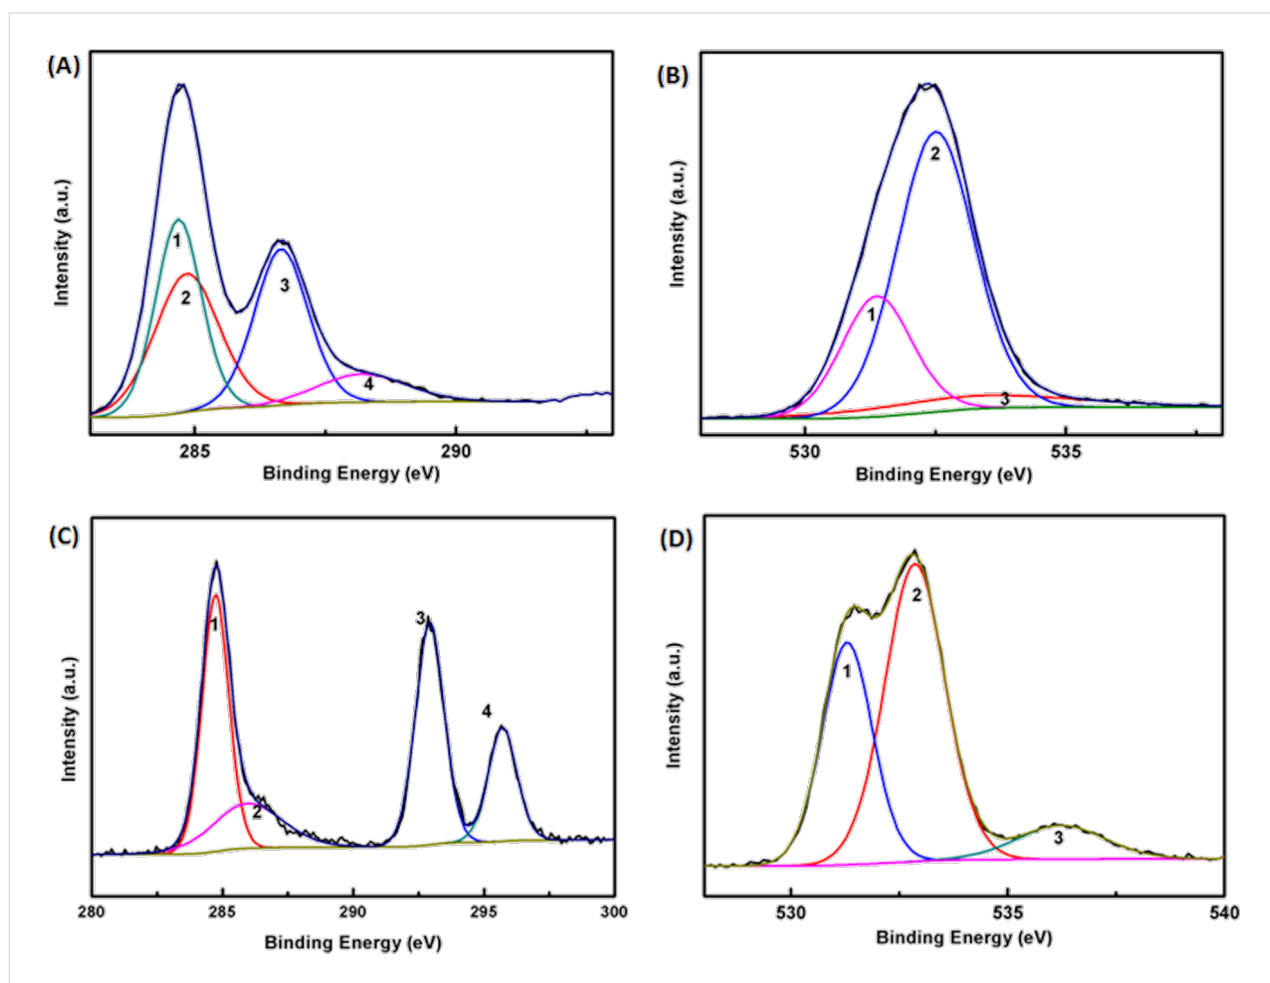 (A)
Intensity (a.u.)
1
2
3
4
285
290
Binding Energy (eV)
(B)
Intensity (a.u.)
1
2
3
530
535
Binding Energy (eV)
(C)
Intensity (a.u.)
1
2
3
4
280
285
290
295
300
Binding Energy (eV)
(D)
Intensity (a.u.)
1
2
3
530
535
540
Binding Energy (eV)